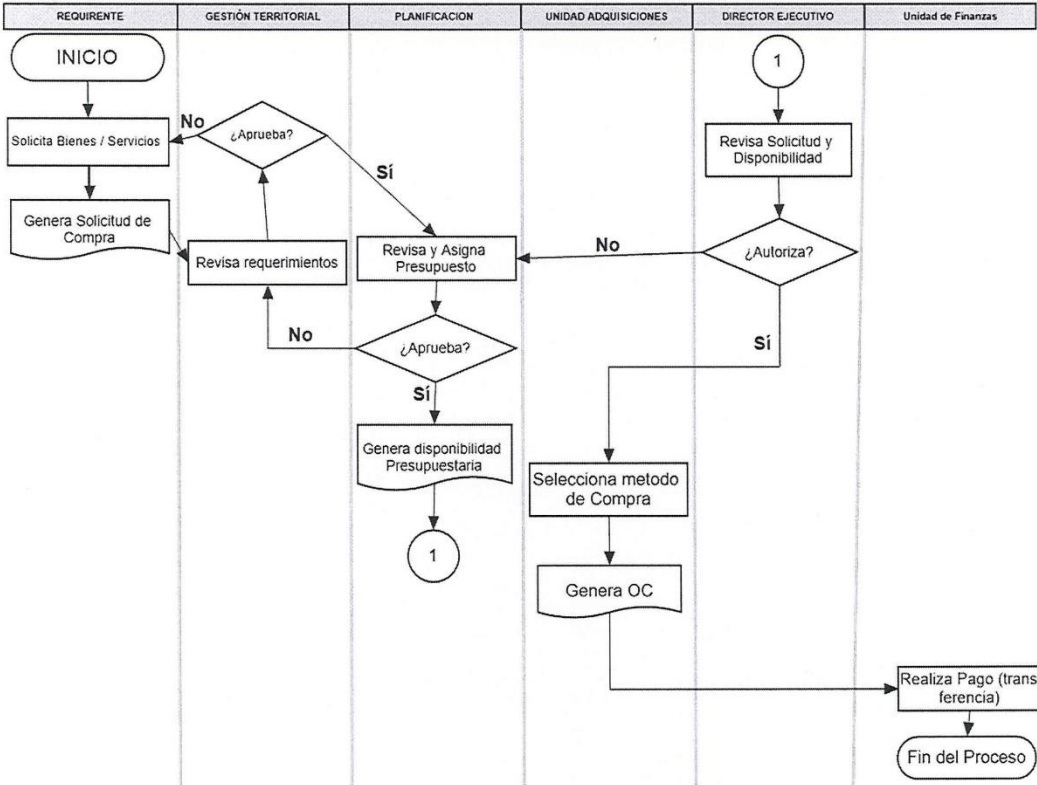 REQUIRENTE
GESTIÓN TERRITORIAL
PLANIFICACION
UNIDAD ADQUISICIONES
DIRECTOR EJECUTIVO
Unidad de Finanzas
INICIO
Solicita Bienes / Servicios
Genera Solicitud de
Compra
No
¿Aprueba?
Sí
Revisa requerimientos
Revisa y Asigna
Presupuesto
No
¿Aprueba?
Sí
Genera disponibilidad
Presupuestaria
1
1
Revisa Solicitud y
Disponibilidad
No
¿Autoriza?
Sí
Selecciona metodo
de Compra
Genera OC
Realiza Pago (trans
ferencia)
Fin del Proceso